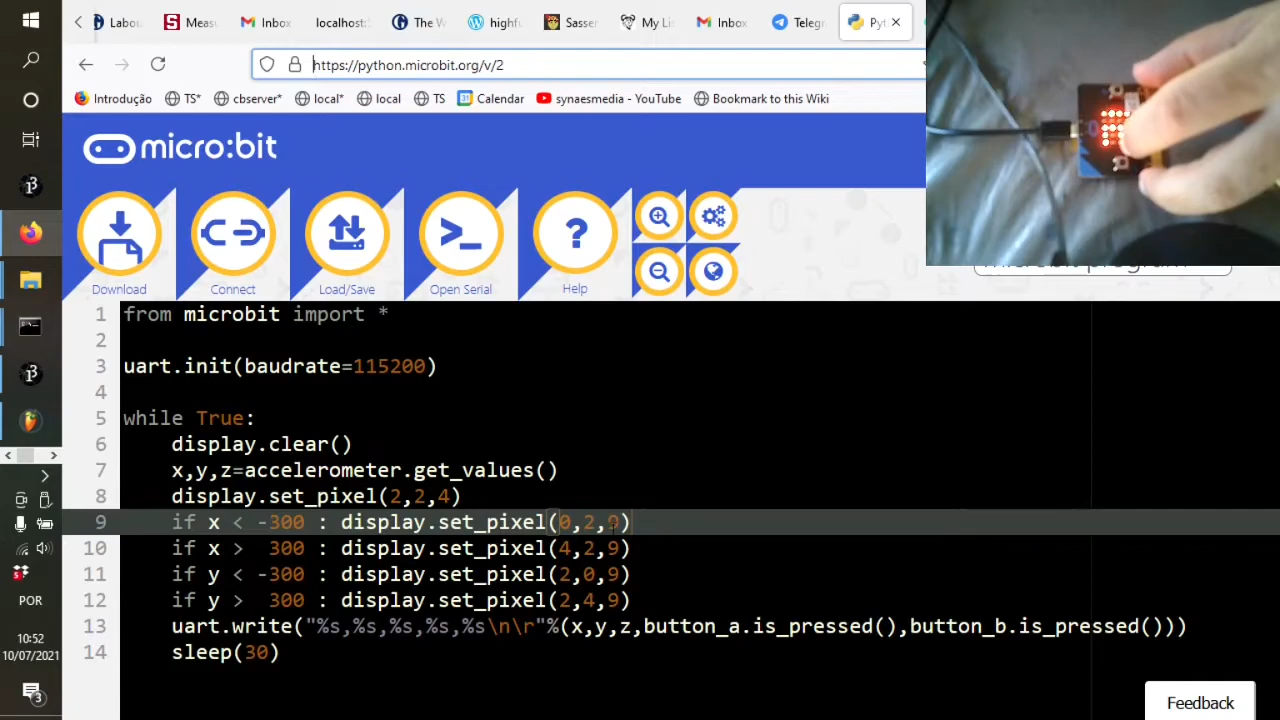 Labou
Meas
Inbox
localhost:
The W
highfu
Sasser
My Li
Inbox
Telegr
Pyt
https://python.microbit.org/v/2
Introdução
TS*
cbserver*
local*
local
TS
Calendar
synaesmedia - YouTube
Bookmark to this Wiki
micro:bit
Download
Connect
Load/Save
Open Serial
Help
1 from microbit import *
2
3 uart.init(baudrate=115200)
4
5 while True:
6 display.clear()
7 x,y,z=accelerometer.get_values()
8 display.set_pixel(2,2,4)
9 if x < -300 : display.set_pixel(0,2,9)
10 if x > 300 : display.set_pixel(4,2,9)
11 if y < -300 : display.set_pixel(2,0,9)
12 if y > 300 : display.set_pixel(2,4,9)
13 uart.write("%s,%s,%s,%s,%s\n\r"%(x,y,z,button_a.is_pressed(),button_b.is_pressed()))
14 sleep(30)
POR
10:52
10/07/2021
3
Feedback